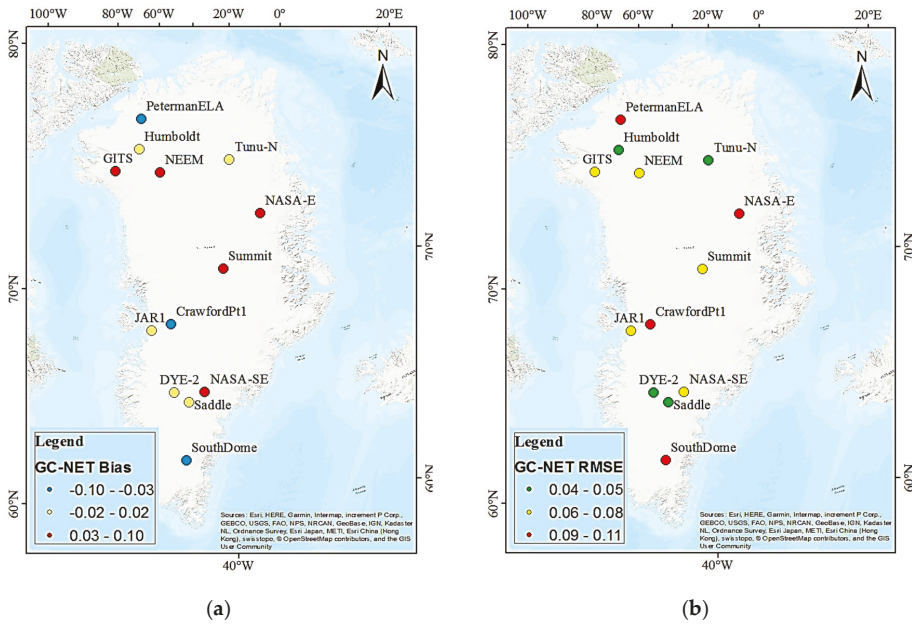 100°W 80°W 60°W 40°W 20°W 0° 20°E
80°N
N
PetermanELA
Humboldt
Tunu-N
GITS
NEEM
NASA-E
Summit
70°N
70°N
CrawfordPt1
JAR1
DYE-2
NASA-SE
Saddle
SouthDome
60°N
60°N
Legend
GC-NET Bias
-0.10 - -0.03
-0.02 - 0.02
0.03 - 0.10
Sources: Esri, HERE, Garmin, Intermap, increment P Corp.,
GEBCO, USGS, FAO, NPS, NRCAN, GeoBase, IGN, Kadaster
NL, Ordnance Survey, Esri Japan, METI, Esri China (Hong
Kong), swisstopo, © OpenStreetMap contributors, and the GIS
User Community
40°W
(a)
100°W 80°W 60°W 40°W 20°W 0° 20°E
80°N
N
PetermanELA
Humboldt
Tunu-N
GITS
NEEM
NASA-E
Summit
70°N
70°N
CrawfordPt1
JAR1
DYE-2
NASA-SE
Saddle
SouthDome
60°N
60°N
Legend
GC-NET RMSE
0.04 - 0.05
0.06 - 0.08
0.09 - 0.11
Sources: Esri, HERE, Garmin, Intermap, increment P Corp.,
GEBCO, USGS, FAO, NPS, NRCAN, GeoBase, IGN, Kadaster
NL, Ordnance Survey, Esri Japan, METI, Esri China (Hong
Kong), swisstopo, © OpenStreetMap contributors, and the GIS
User Community
40°W
(b)